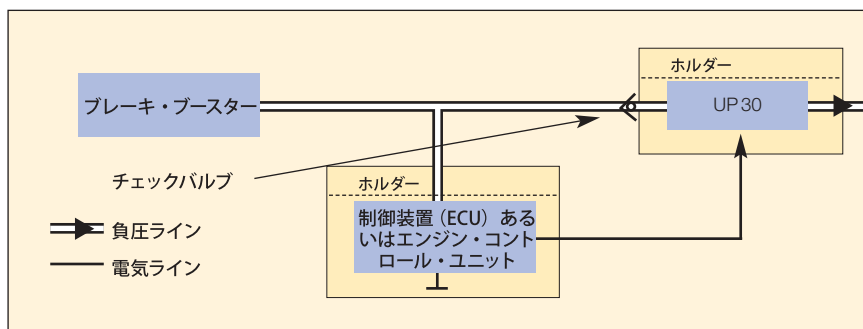 ホルダー
ブレーキ・ブースター
UP 30
チェックバルブ
ホルダー
制御装置（ECU）ある
いはエンジン・コント
ロール・ユニット
負圧ライン
電気ライン